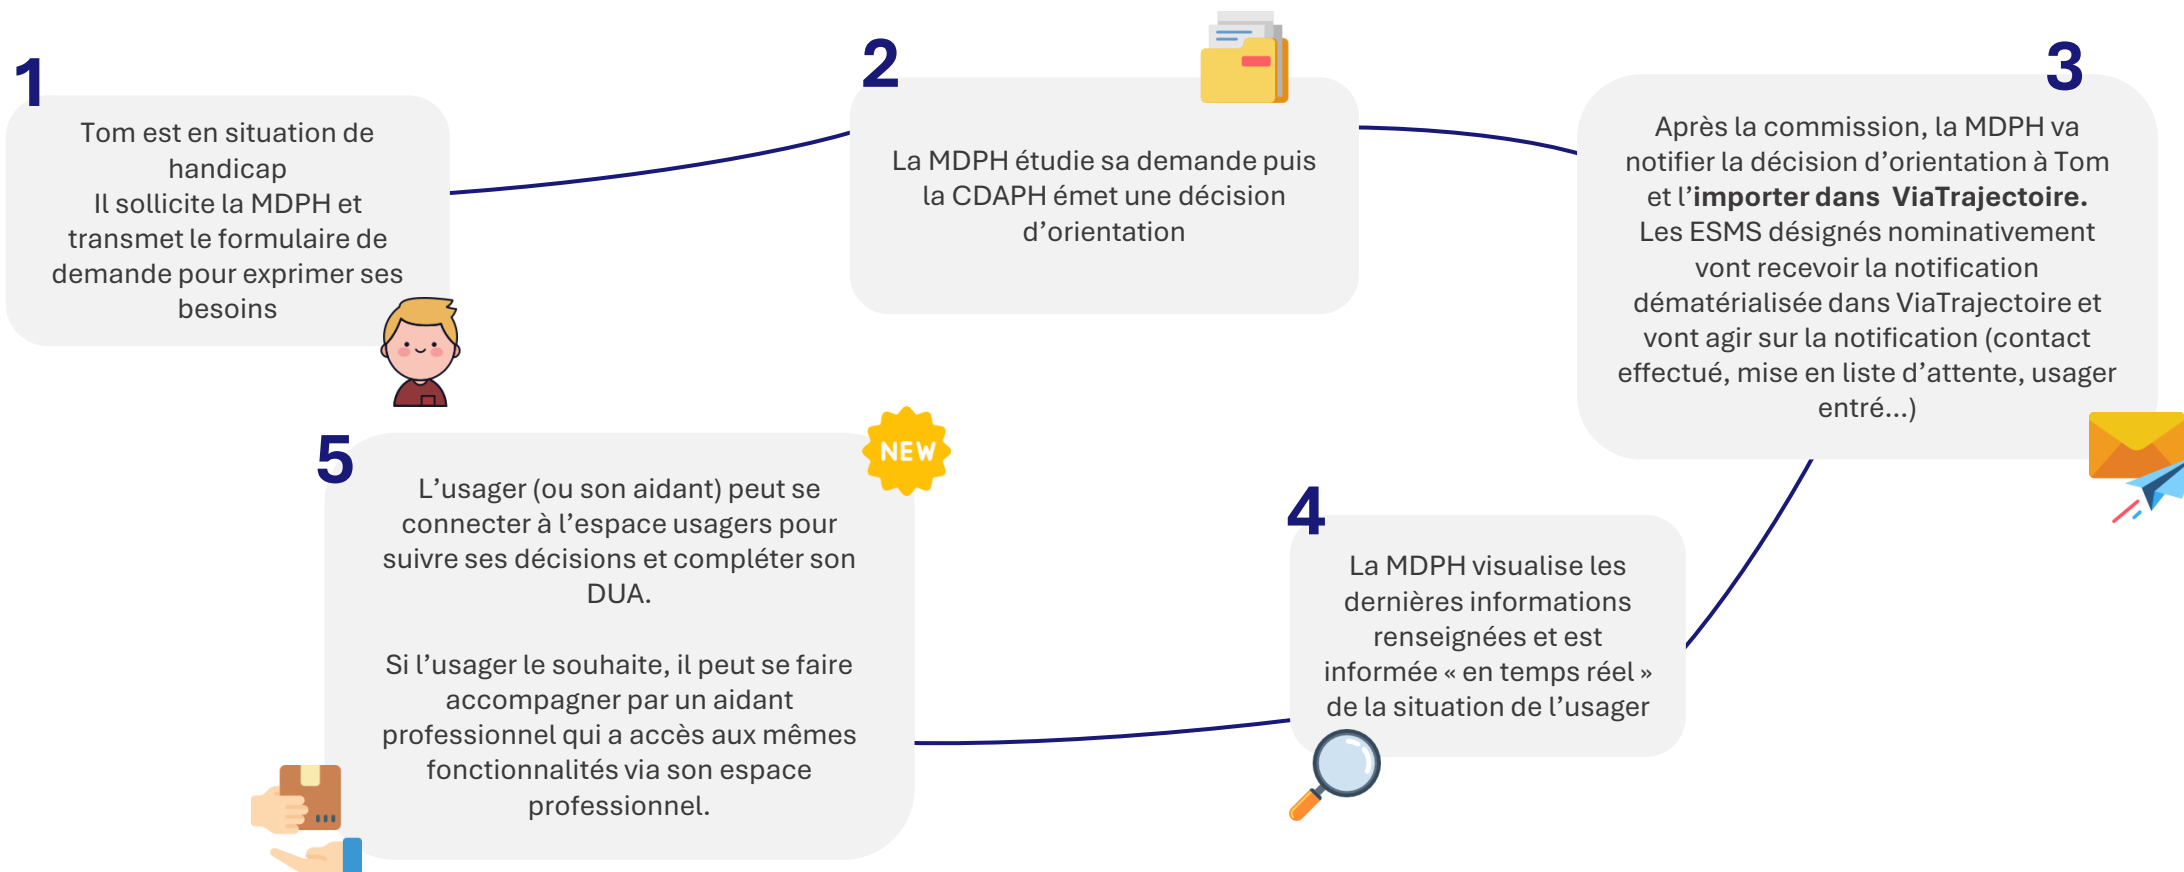 1
Tom est en situation de
handicap
Il sollicite la MDPH et
transmet le formulaire de
demande pour exprimer ses
besoins
2
La MDPH étudie sa demande puis
la CDAPH émet une décision
d’orientation
3
Après la commission, la MDPH va
notifier la décision d’orientation à Tom
et l’importer dans  ViaTrajectoire.
Les ESMS désignés nominativement
vont recevoir la notification
dématérialisée dans ViaTrajectoire et
vont agir sur la notification (contact
effectué, mise en liste d’attente, usager
entré…)
4
La MDPH visualise les
dernières informations
renseignées et est
informée « en temps réel »
de la situation de l’usager
5
NEW
L’usager (ou son aidant) peut se
connecter à l’espace usagers pour
suivre ses décisions et compléter son
DUA.
Si l’usager le souhaite, il peut se faire
accompagner par un aidant
professionnel qui a accès aux mêmes
fonctionnalités via son espace
professionnel.